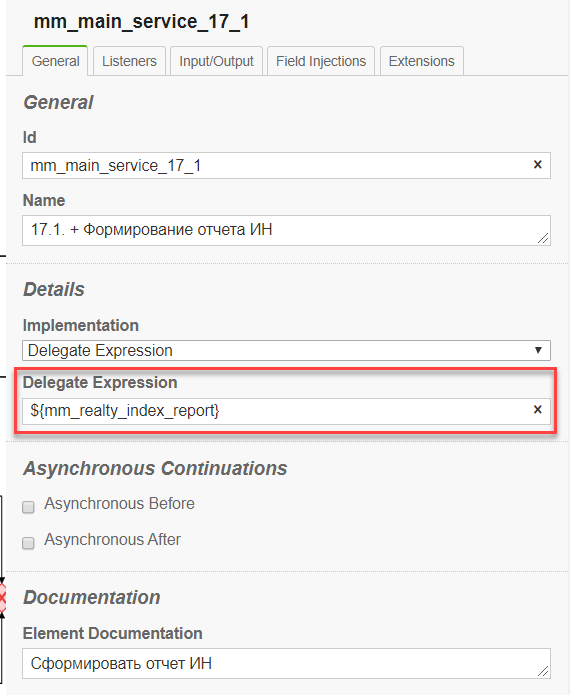 mm_main_service_17_1
General Listeners Input/Output Field Injections Extensions
General
Id
mm_main_service_17_1 ×
Name
17.1. + Формирование отчета ИН
Details
Implementation
Delegate Expression
Delegate Expression
${mm_realty_index_report} ×
Asynchronous Continuations
Asynchronous Before
Asynchronous After
Documentation
Element Documentation
Сформировать отчет ИН